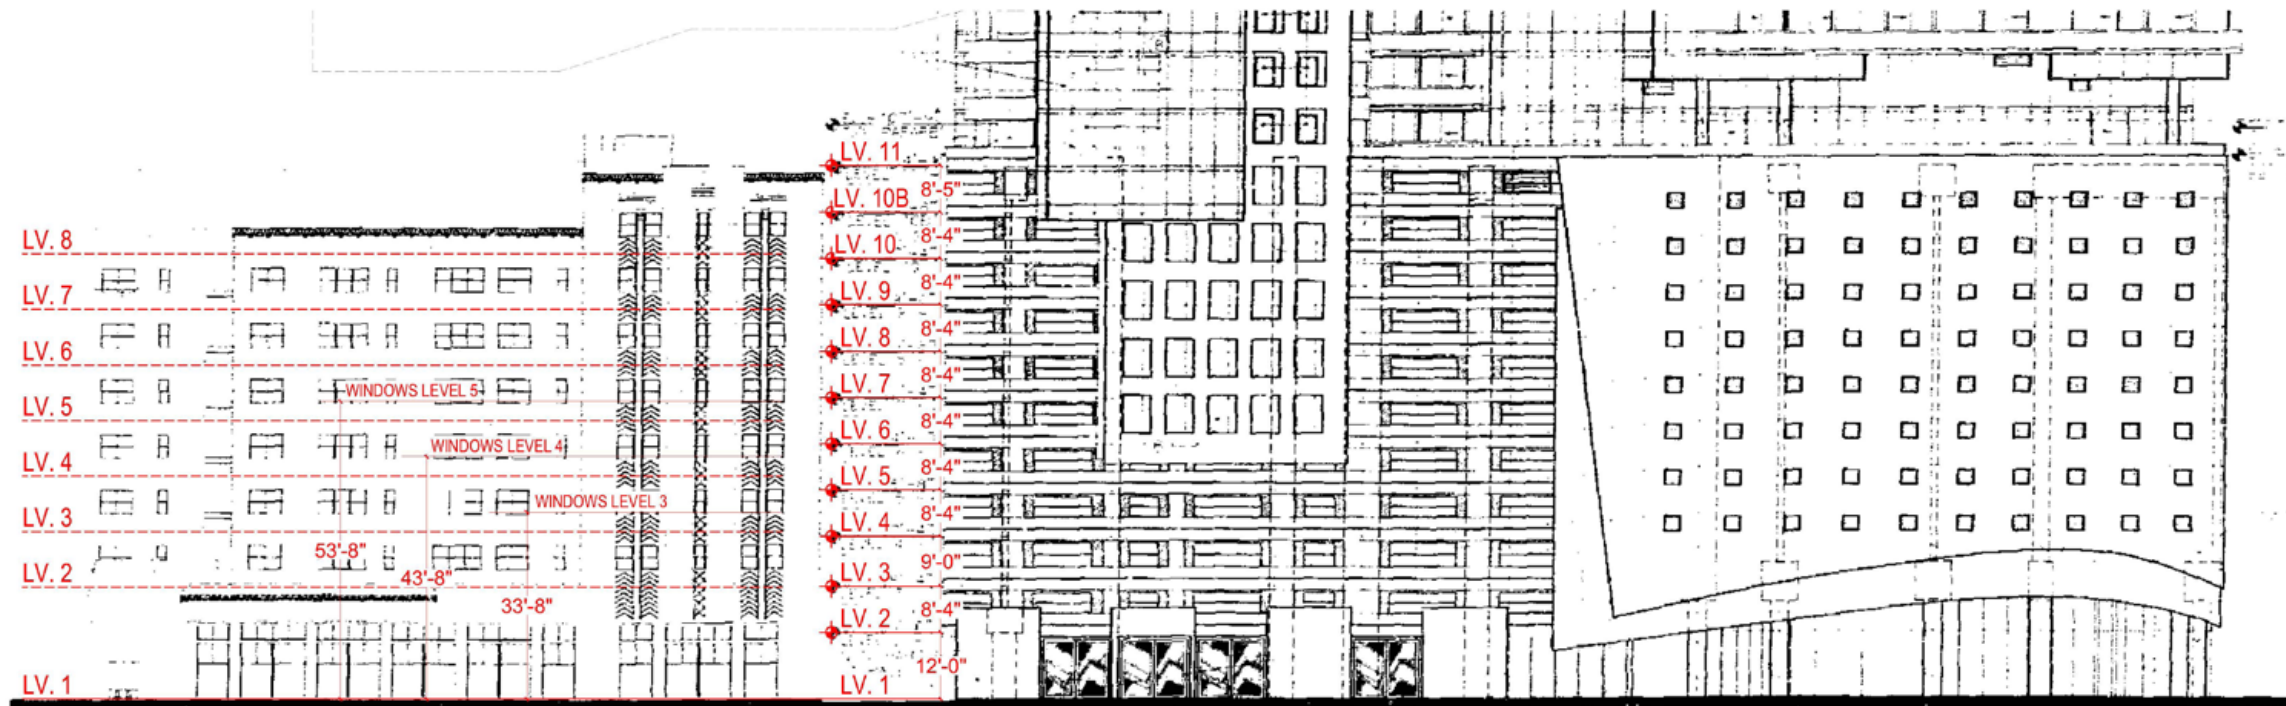 LV. 8
LV. 7
LV. 6
LV. 5
LV. 4
LV. 3
LV. 2
LV. 1
WINDOWS LEVEL 5
WINDOWS LEVEL 4
WINDOWS LEVEL 3
53'-8"
43'-8"
33'-8"
LV. 11
8'-5"
LV. 10B
8'-4"
LV. 10
8'-4"
LV. 9
8'-4"
LV. 8
8'-4"
LV. 7
8'-4"
LV. 6
8'-4"
LV. 5
8'-4"
LV. 4
9'-0"
LV. 3
8'-4"
LV. 2
12'-0"
LV. 1